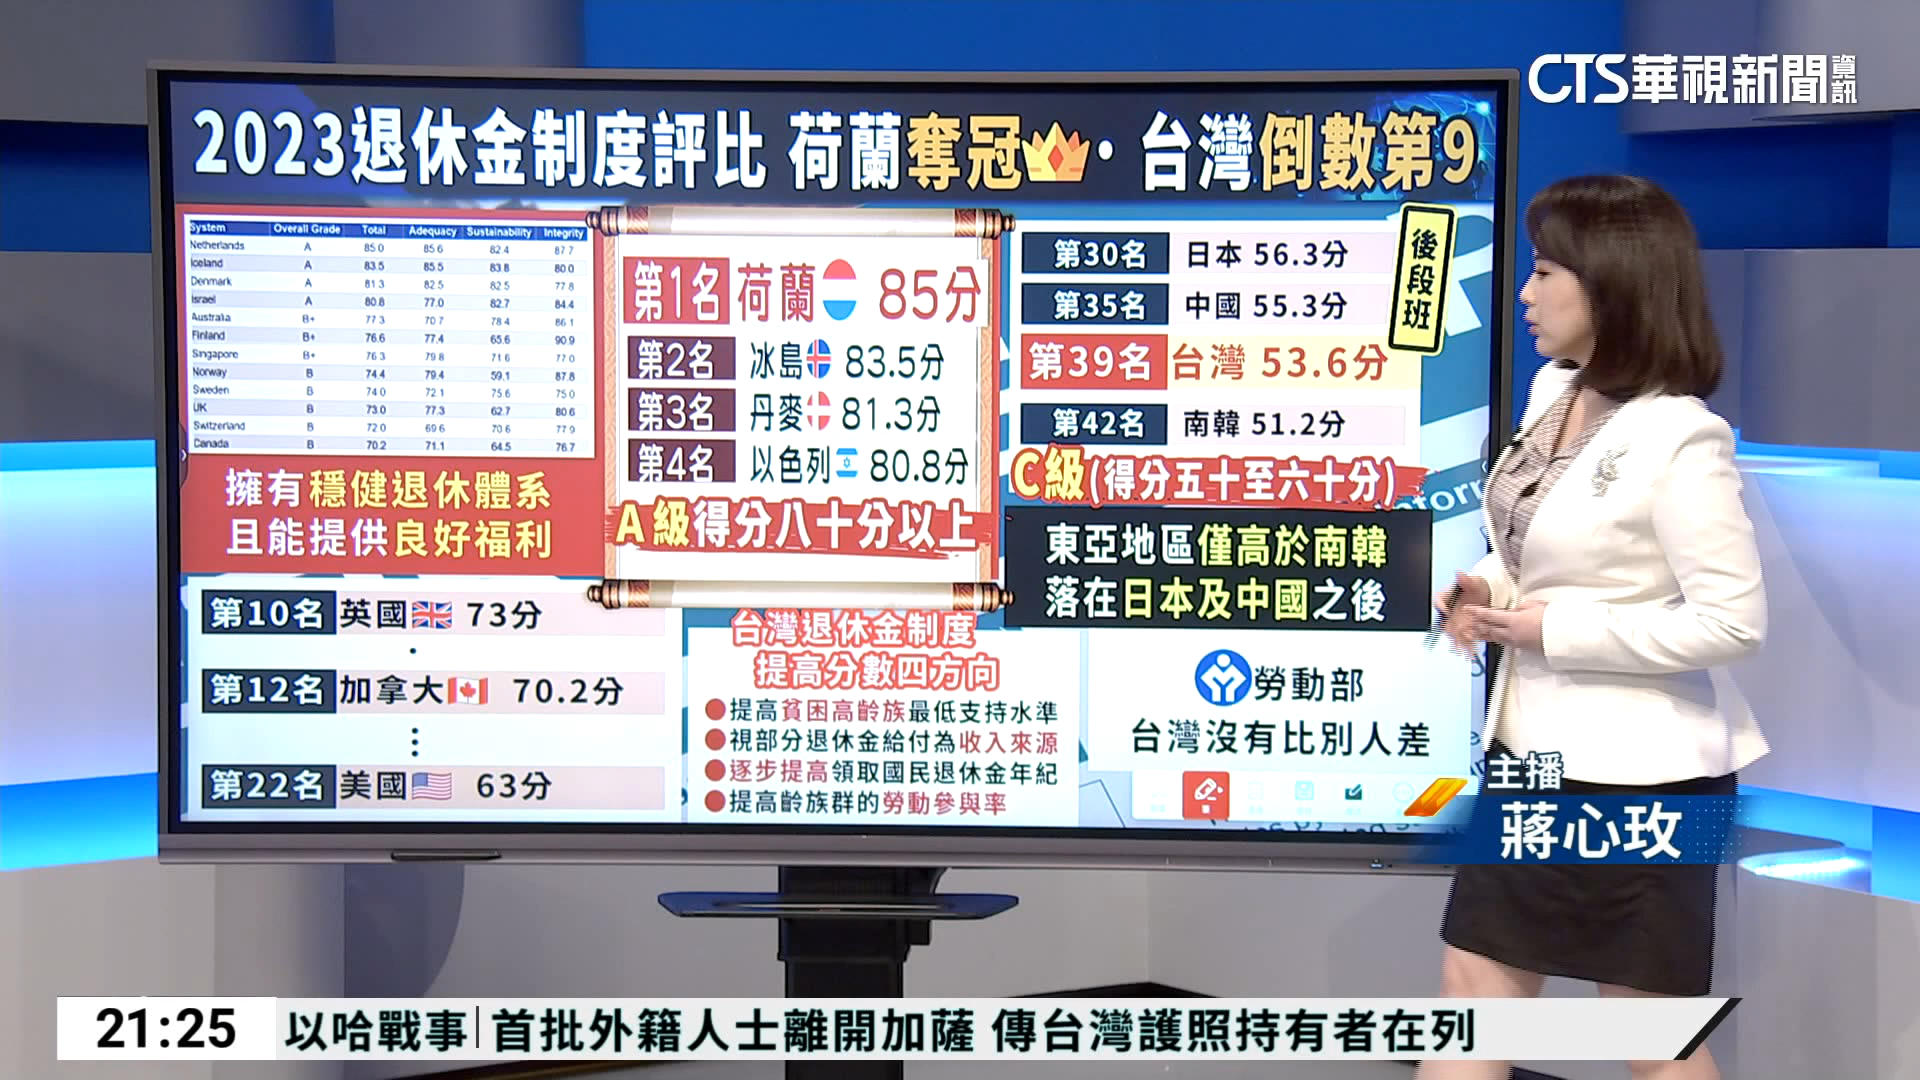 CTS華視新聞資訊
2023退休金制度評比 荷蘭奪冠 · 台灣倒數第9
System Overall Grade Total Adequacy Sustainability Integrity
Netherlands A 85.0 85.6 82.4 87.7
Iceland A 83.5 85.5 83.8 80.0
Denmark A 81.3 82.5 82.5 77.8
Israel A 80.8 77.0 82.7 84.4
Australia B+ 77.3 70.7 78.4 86.1
Finland B+ 76.6 77.4 65.6 90.9
Singapore B+ 76.3 79.8 71.6 77.0
Norway B 74.4 79.4 59.1 87.8
Sweden B 74.0 72.1 75.6 75.0
UK B 73.0 77.3 62.7 80.6
Switzerland B 72.0 69.6 70.6 77.9
Canada B 70.2 71.1 64.5 76.7
擁有穩健退休體系
且能提供良好福利
第1名 荷蘭 85分
第2名 冰島 83.5分
第3名 丹麥 81.3分
第4名 以色列 80.8分
A級得分八十分以上
後段班
第30名 日本 56.3分
第35名 中國 55.3分
第39名 台灣 53.6分
第42名 南韓 51.2分
C級(得分五十至六十分)
東亞地區僅高於南韓
落在日本及中國之後
第10名 英國 73分
第12名 加拿大 70.2分
第22名 美國 63分
台灣退休金制度
提高分數四方向
●提高貧困高齡族最低支持水準
●視部分退休金給付為收入來源
●逐步提高領取國民退休金年紀
●提高齡族群的勞動參與率
勞動部
台灣沒有比別人差
主播
蔣心玫
21:25 以哈戰事|首批外籍人士離開加薩 傳台灣護照持有者在列